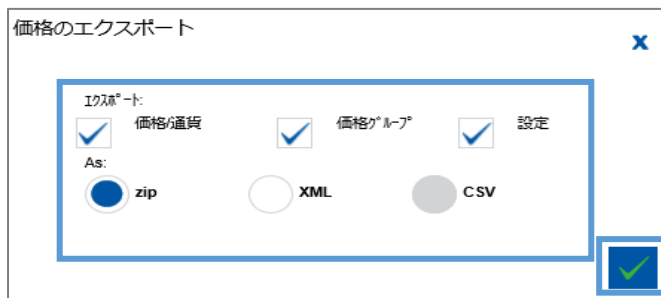 価格のエクスポート
x
ｴｸｽﾎﾟｰﾄ:
価格/通貨 価格ｸﾞﾙｰﾌﾟ 設定
As:
zip XML CSV